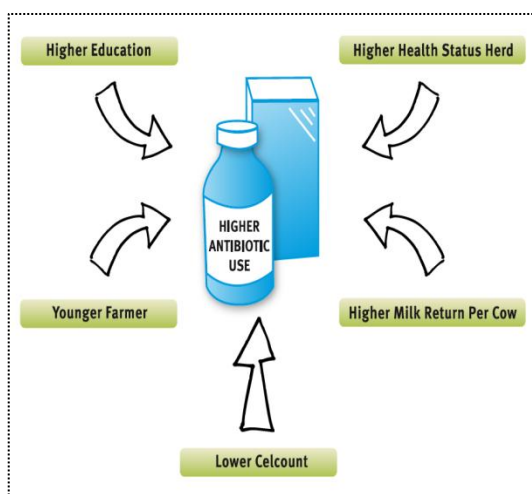 Higher Education
Higher Health Status Herd
HIGHER
ANTIBIOTIC
USE
Younger Farmer
Higher Milk Return Per Cow
Lower Celcount